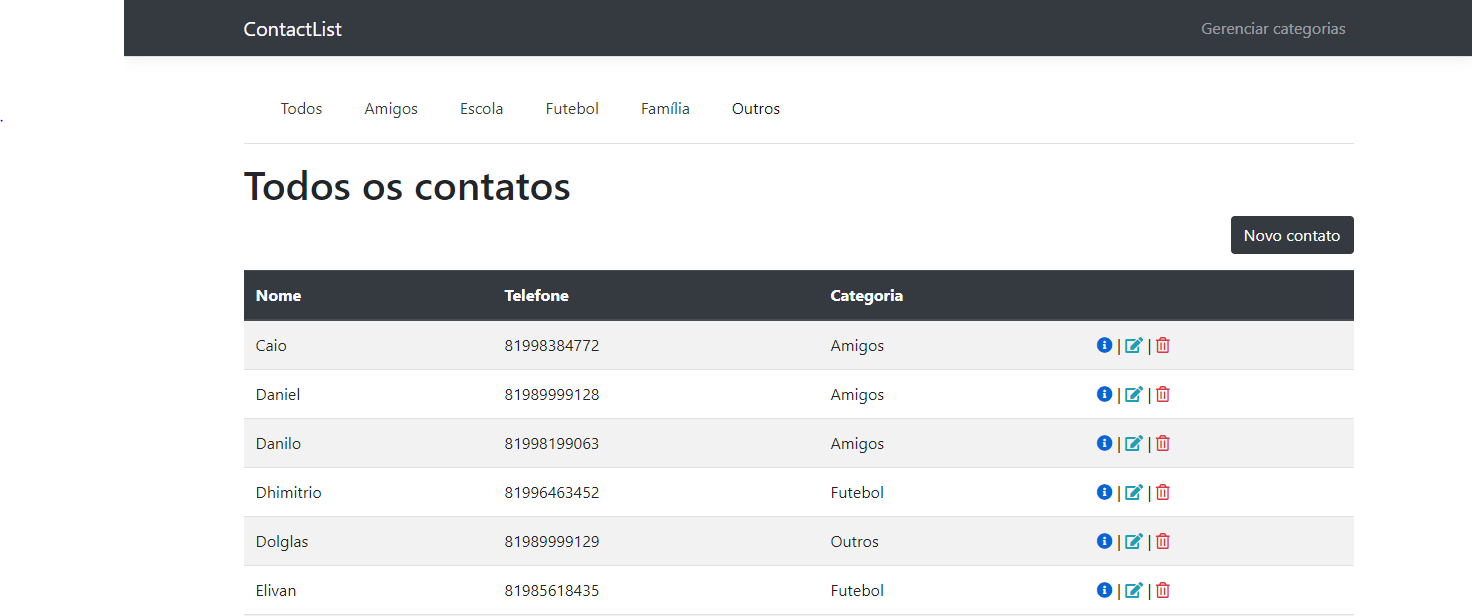 ContactList Gerenciar categorias
Todos Amigos Escola Futebol Família Outros
Todos os contatos
Novo contato
Nome Telefone Categoria
Caio 81998384772 Amigos | |
Daniel 81989999128 Amigos | |
Danilo 81998199063 Amigos | |
Dhimitrio 81996463452 Futebol | |
Dolglas 81989999129 Outros | |
Elivan 81985618435 Futebol | |